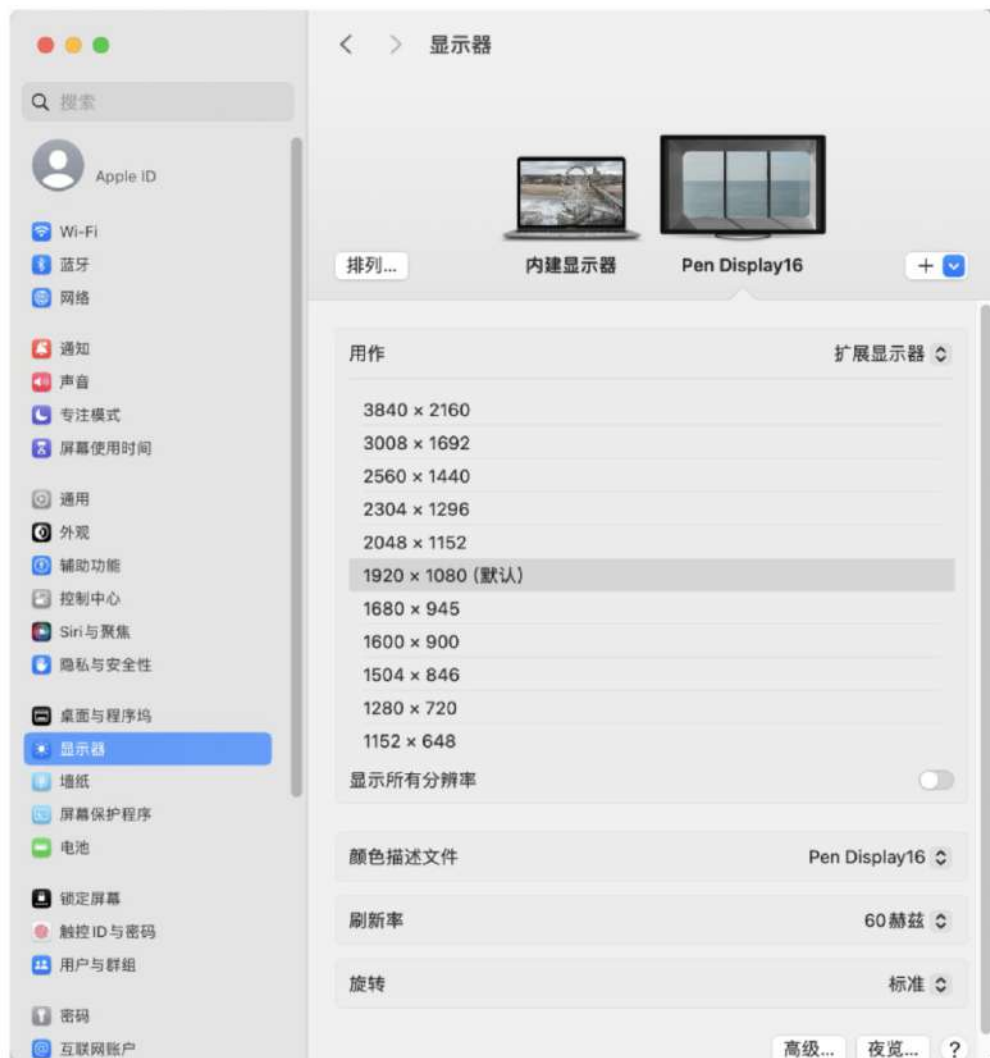 显示器
搜索
Apple ID
Wi-Fi
蓝牙
网络
通知
声音
专注模式
屏幕使用时间
通用
外观
辅助功能
控制中心
Siri与聚焦
隐私与安全性
桌面与程序坞
显示器
墙纸
屏幕保护程序
电池
锁定屏幕
触控ID与密码
用户与群组
密码
互联网账户
排列...
内建显示器
Pen Display16
+
用作 扩展显示器
3840 × 2160
3008 × 1692
2560 × 1440
2304 × 1296
2048 × 1152
1920 × 1080 (默认)
1680 × 945
1600 × 900
1504 × 846
1280 × 720
1152 × 648
显示所有分辨率
颜色描述文件 Pen Display16
刷新率 60赫兹
旋转 标准
高级... 夜览... ?